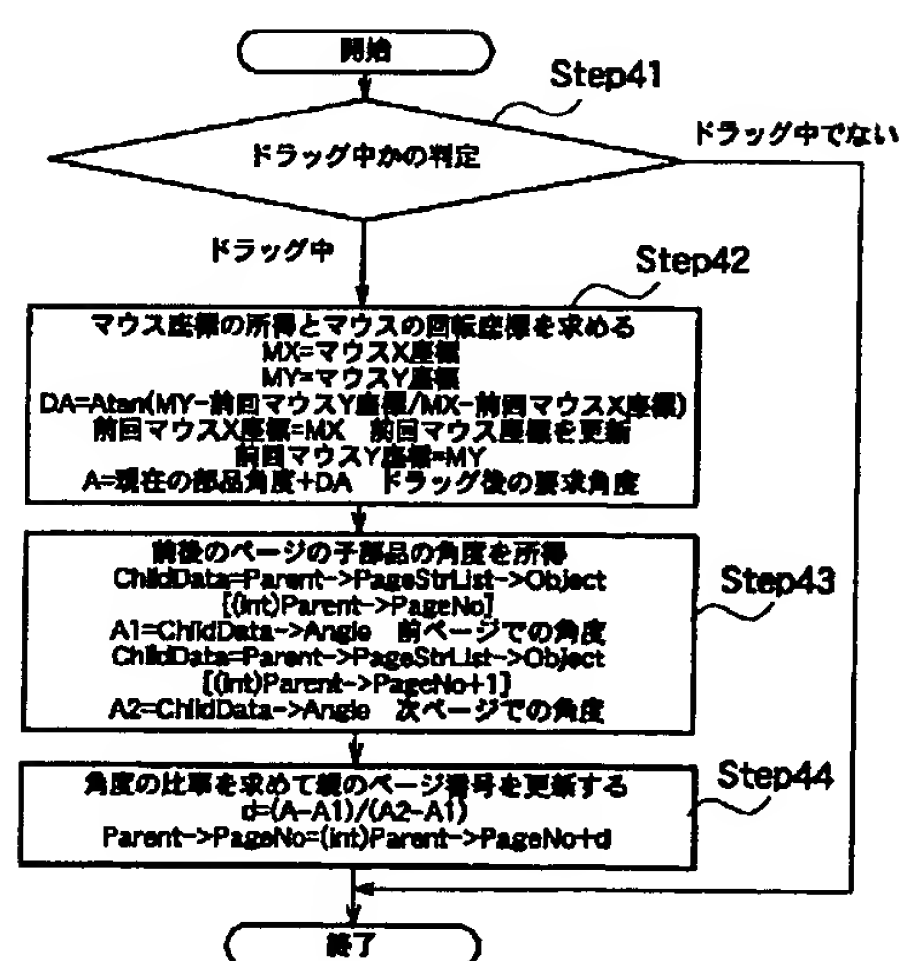 開始
Step41
ドラッグ中かの判定
ドラッグ中でない
ドラッグ中
Step42
マウス座標の所得とマウスの回転座標を求める
MX=マウスX座標
MY=マウスY座標
DA=Atan(MY-前回マウスY座標/MX-前回マウスX座標)
前回マウスX座標=MX 前回マウス座標を更新
前回マウスY座標=MY
A=現在の部品角度+DA ドラッグ後の要求角度
前後のページの子部品の角度を所得
Step43
ChildData=Parent->PageStrList->Object
[(int)Parent->PageNo]
A1=ChildData->Angle 前ページでの角度
ChildData=Parent->PageStrList->Object
[(int)Parent->PageNo+1]
A2=ChildData->Angle 次ページでの角度
Step44
角度の比率を求めて親のページ番号を更新する
d=(A-A1)/(A2-A1)
Parent->PageNo=(int)Parent->PageNo+d
終了